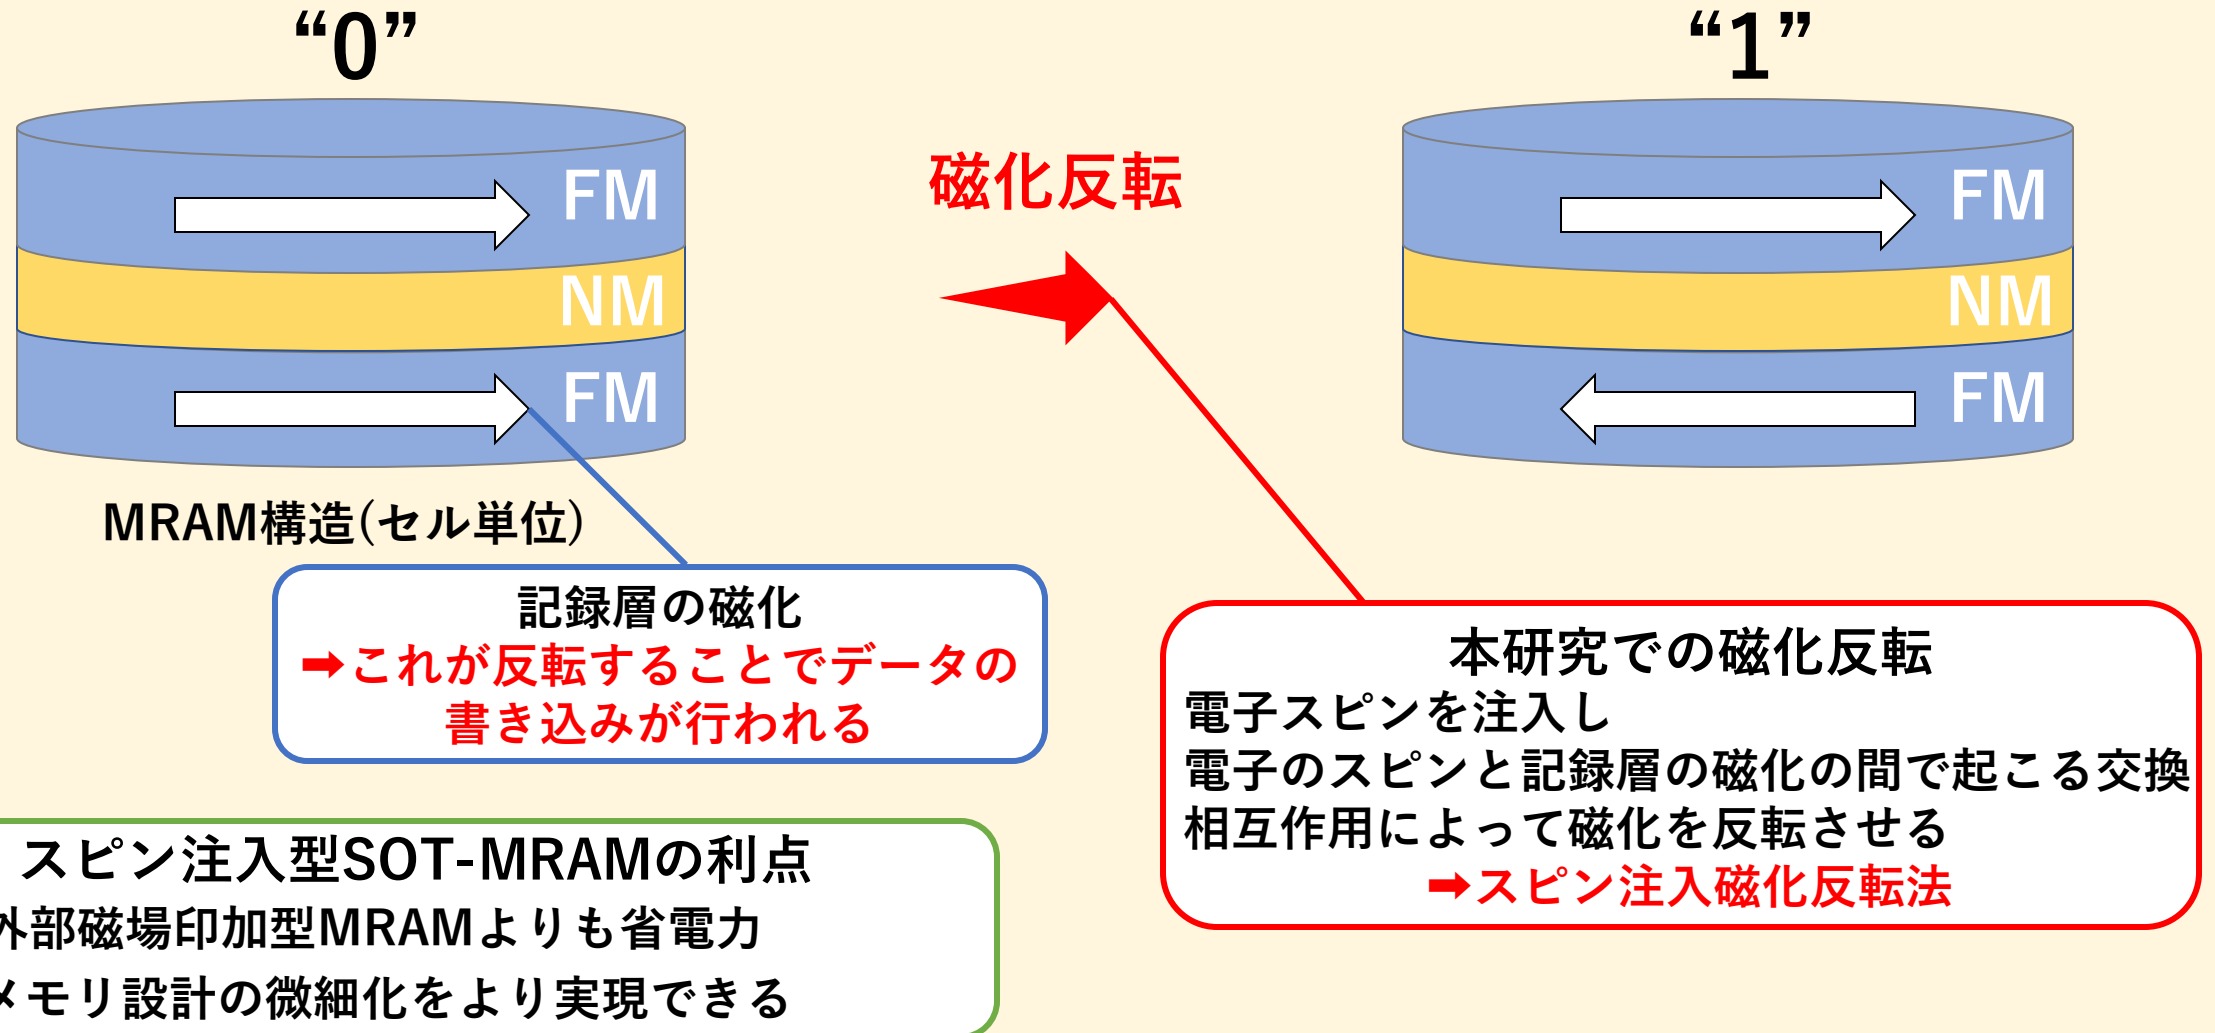 “0”
“1”
FM
NM
FM
磁化反転
FM
NM
FM
MRAM構造(セル単位)
記録層の磁化
➡これが反転することでデータの
書き込みが行われる
本研究での磁化反転
電子スピンを注入し
電子のスピンと記録層の磁化の間で起こる交換
相互作用によって磁化を反転させる
➡スピン注入磁化反転法
スピン注入型SOT-MRAMの利点
外部磁場印加型MRAMよりも省電力
メモリ設計の微細化をより実現できる